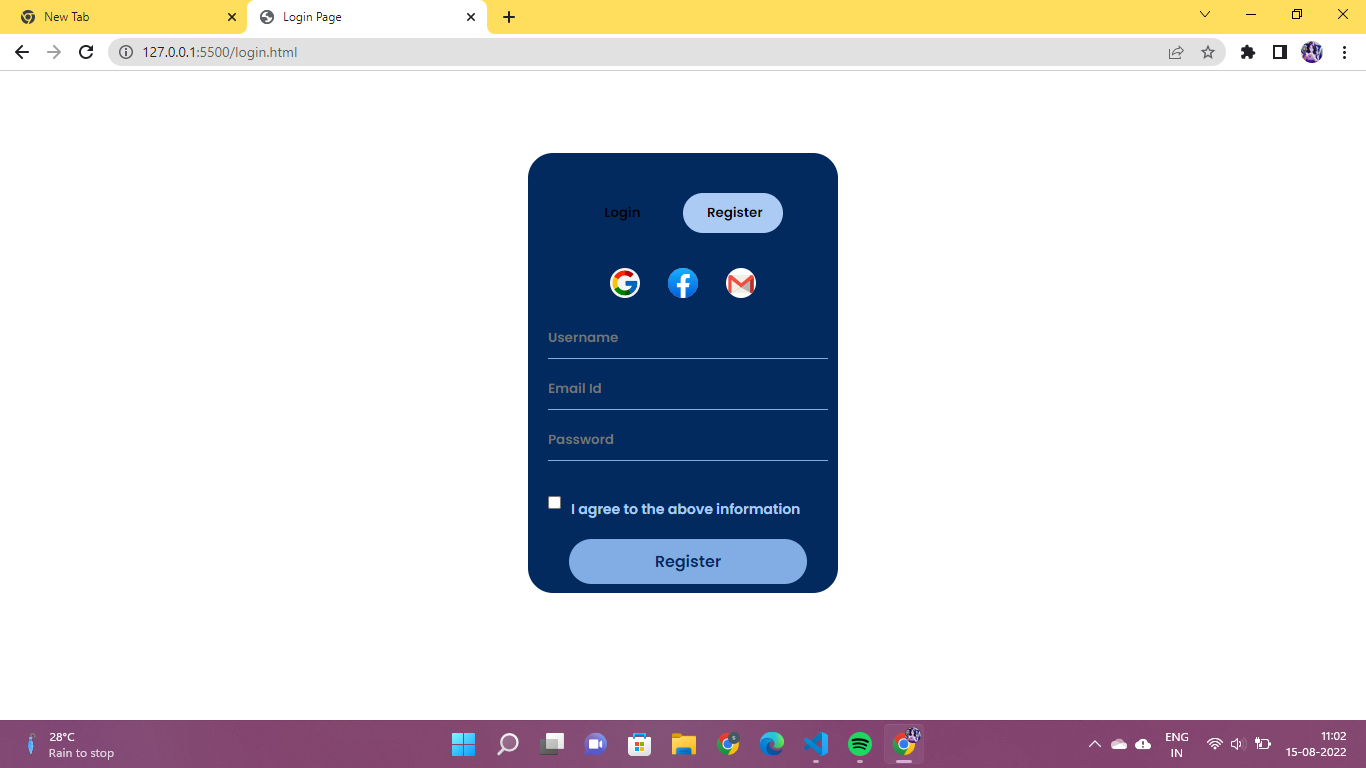 New Tab
Login Page
127.0.0.1:5500/login.html
Login
Register
Username
Email Id
Password
I agree to the above information
Register
28°C
Rain to stop
ENG
IN
11:02
15-08-2022